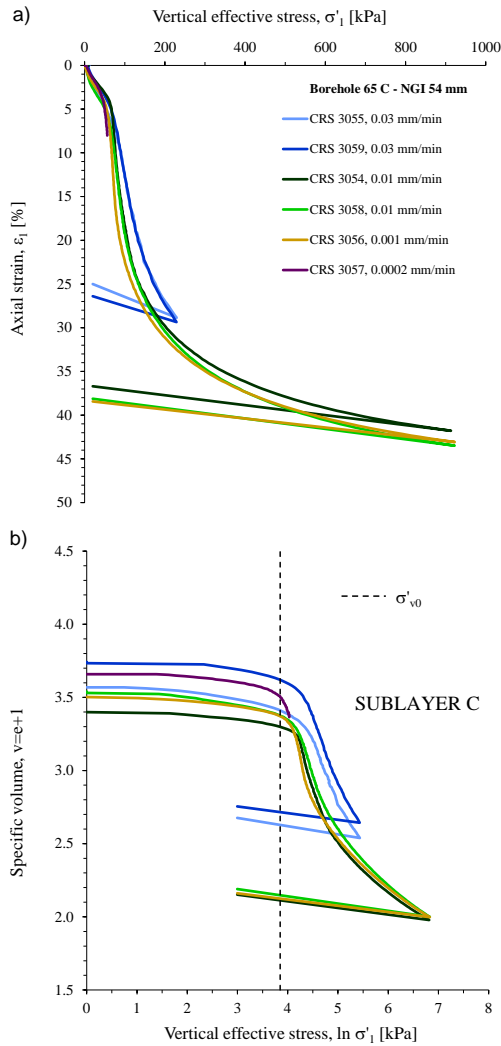 Vertical effective stress, σ'₁ [kPa]
a)
0 100 200 300 400 500 600 700 800 900 1000
0
5
10
15
20
25
30
35
40
45
50
Axial strain, ε₁ [%]
Borehole 65 C - NGI 54 mm
CRS 3055, 0.03 mm/min
CRS 3059, 0.03 mm/min
CRS 3054, 0.01 mm/min
CRS 3058, 0.01 mm/min
CRS 3056, 0.001 mm/min
CRS 3057, 0.0002 mm/min
b)
4.5
4.0
3.5
3.0
2.5
2.0
1.5
Specific volume, v=e+1
σ'v0
SUBLAYER C
0 1 2 3 4 5 6 7 8
Vertical effective stress, ln σ'₁ [kPa]